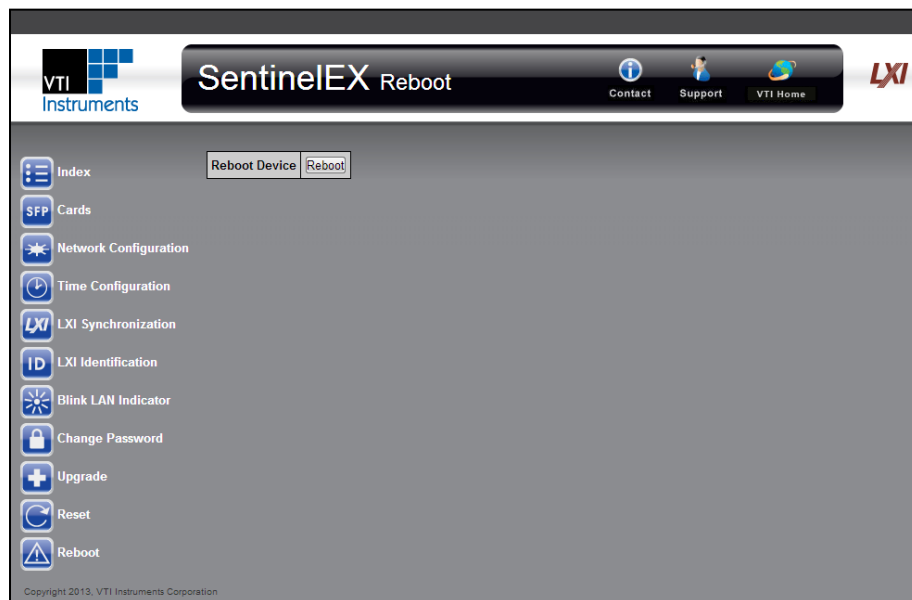 VTI
Instruments
SentinelEX Reboot
Contact
Support
VTI Home
LXI
Reboot Device Reboot
Index
SFP Cards
Network Configuration
Time Configuration
LXI LXI Synchronization
ID LXI Identification
Blink LAN Indicator
Change Password
Upgrade
Reset
Reboot
Copyright 2013, VTI Instruments Corporation